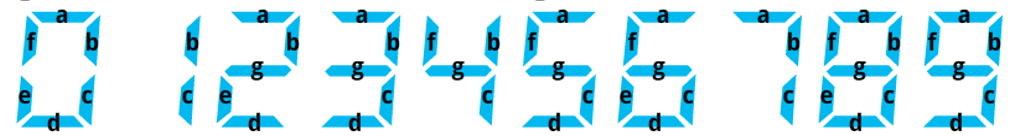 a a a a a a a a
f b b b b f b f f b f b f b
g g g g g g g
e c c e c c c e c c e c c
d d d d d d d